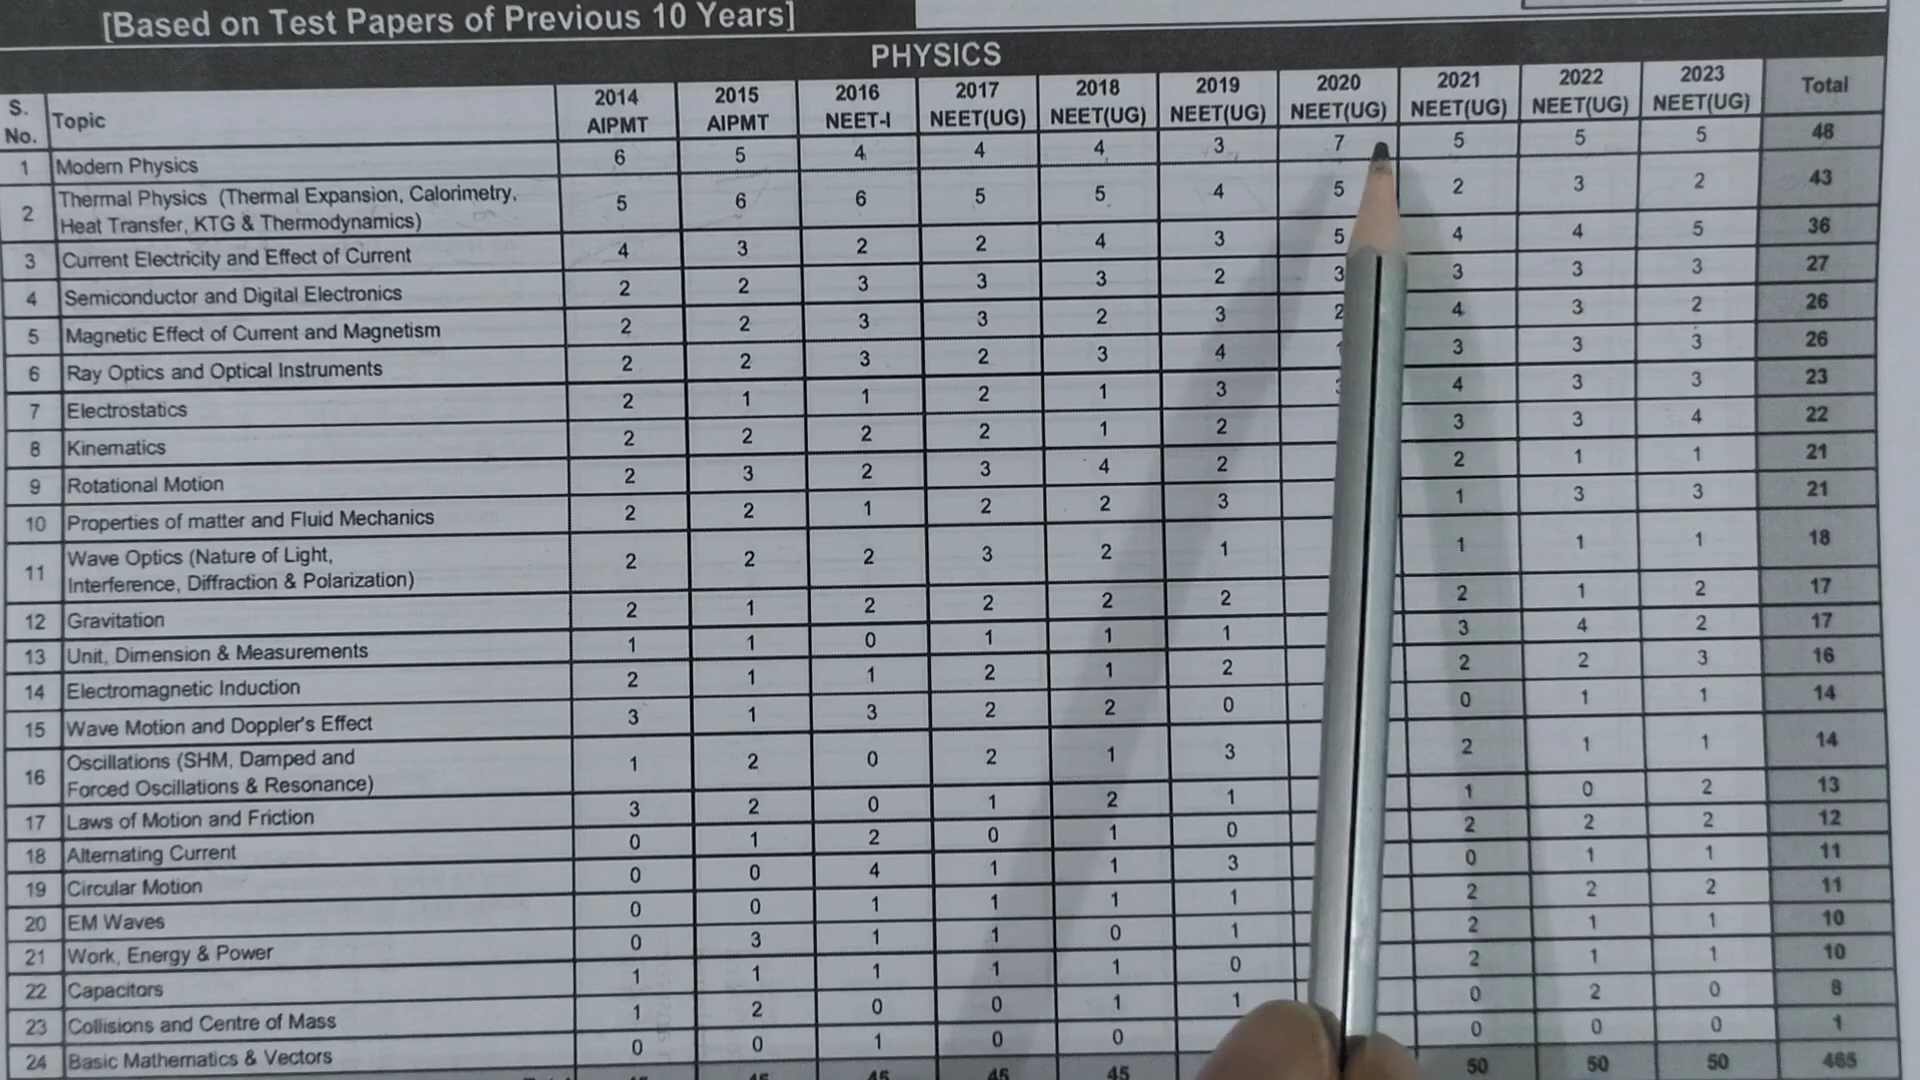 [Based on Test Papers of Previous 10 Years]
PHYSICS
S. No. Topic 2014 AIPMT 2015 AIPMT 2016 NEET-I 2017 NEET(UG) 2018 NEET(UG) 2019 NEET(UG) 2020 NEET(UG) 2021 NEET(UG) 2022 NEET(UG) 2023 NEET(UG) Total
1 Modern Physics 6 5 4 4 4 3 7 5 5 5 48
2 Thermal Physics (Thermal Expansion, Calorimetry, Heat Transfer, KTG & Thermodynamics) 5 6 6 5 5 4 5 2 3 2 43
3 Current Electricity and Effect of Current 4 3 2 2 4 3 5 4 4 5 36
4 Semiconductor and Digital Electronics 2 2 3 3 3 2 3 3 3 3 27
5 Magnetic Effect of Current and Magnetism 2 2 3 3 2 3 2 4 3 2 26
6 Ray Optics and Optical Instruments 2 2 3 2 3 4 3 3 3 26
7 Electrostatics 2 1 1 2 1 3 4 3 3 23
8 Kinematics 2 2 2 2 1 2 3 3 4 22
9 Rotational Motion 2 3 2 3 4 2 2 1 1 21
10 Properties of matter and Fluid Mechanics 2 2 1 2 2 3 1 3 3 21
11 Wave Optics (Nature of Light, Interference, Diffraction & Polarization) 2 2 2 3 2 1 1 1 1 18
12 Gravitation 2 1 2 2 2 2 2 1 2 17
13 Unit, Dimension & Measurements 1 1 0 1 1 1 3 4 2 17
14 Electromagnetic Induction 2 1 1 2 1 2 2 2 3 16
15 Wave Motion and Doppler's Effect 3 1 3 2 2 0 0 1 1 14
16 Oscillations (SHM, Damped and Forced Oscillations & Resonance) 1 2 0 2 1 3 2 1 1 14
17 Laws of Motion and Friction 3 2 0 1 2 1 1 0 2 13
18 Alternating Current 0 1 2 0 1 0 2 2 2 12
19 Circular Motion 0 0 4 1 1 3 0 1 1 11
20 EM Waves 0 0 1 1 1 1 2 2 2 11
21 Work, Energy & Power 0 3 1 1 0 1 2 1 1 10
22 Capacitors 1 1 1 1 1 0 2 1 1 10
23 Collisions and Centre of Mass 1 2 0 0 1 1 0 2 0 8
24 Basic Mathematics & Vectors 0 0 1 0 0 0 0 0 1
45 45 45 50 50 50 465